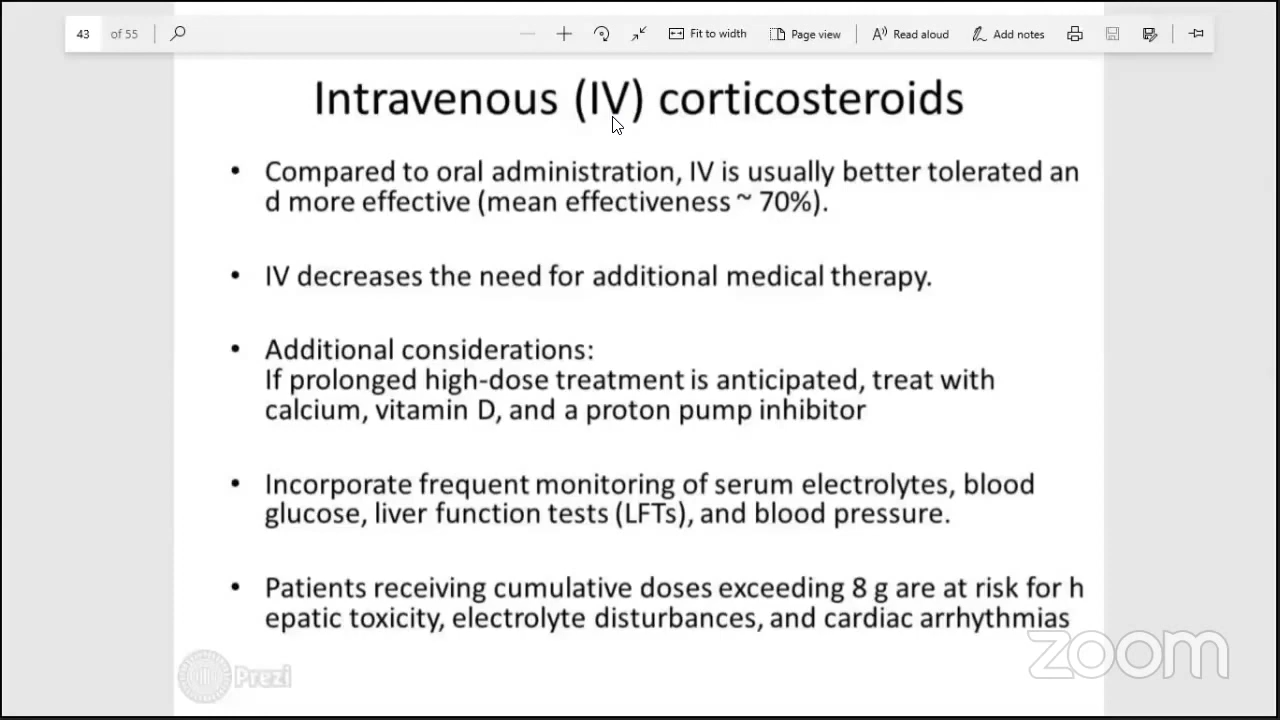 43 of 55 Fit to width Page view Read aloud Add notes
Intravenous (IV) corticosteroids
• Compared to oral administration, IV is usually better tolerated an
d more effective (mean effectiveness ~ 70%).
• IV decreases the need for additional medical therapy.
• Additional considerations:
If prolonged high-dose treatment is anticipated, treat with
calcium, vitamin D, and a proton pump inhibitor
• Incorporate frequent monitoring of serum electrolytes, blood
glucose, liver function tests (LFTs), and blood pressure.
• Patients receiving cumulative doses exceeding 8 g are at risk for h
epatic toxicity, electrolyte disturbances, and cardiac arrhythmias
zoom
Prezi